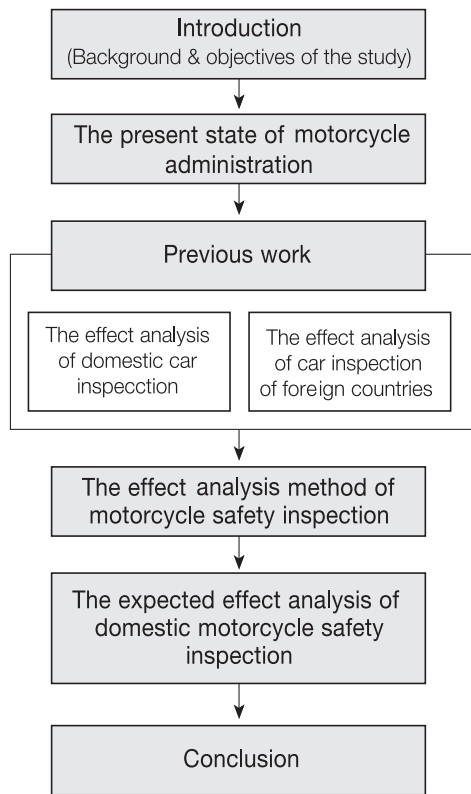 Introduction
(Background & objectives of the study)
The present state of motorcycle
administration
Previous work
The effect analysis
of domestic car
inspecction
The effect analysis
of car inspection
of foreign countries
The effect analysis method of
motorcycle safety inspection
The expected effect analysis of
domestic motorcycle safety
inspection
Conclusion